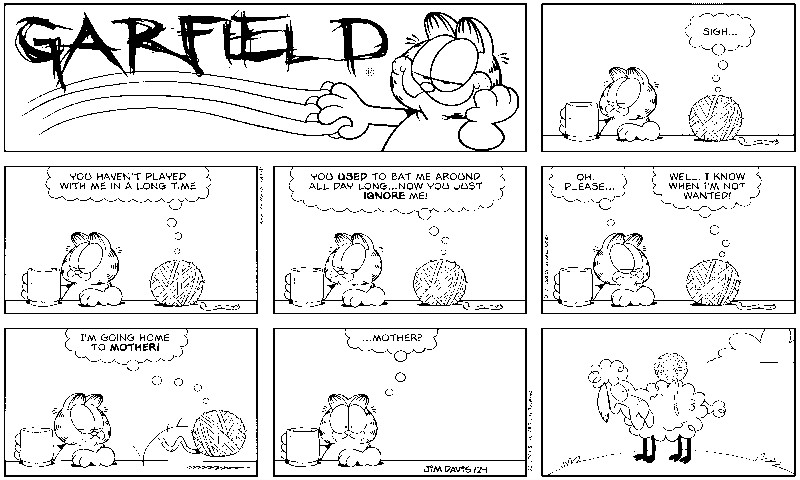 GARFIELD
SIGH...
YOU HAVEN'T PLAYED
WITH ME IN A LONG TIME
YOU USED TO BAT ME AROUND
ALL DAY LONG...NOW YOU JUST
IGNORE ME!
OH,
PLEASE...
WELL, I KNOW
WHEN I'M NOT
WANTED!
I'M GOING HOME
TO MOTHER!
...MOTHER?
JIM DAVIS 1/24